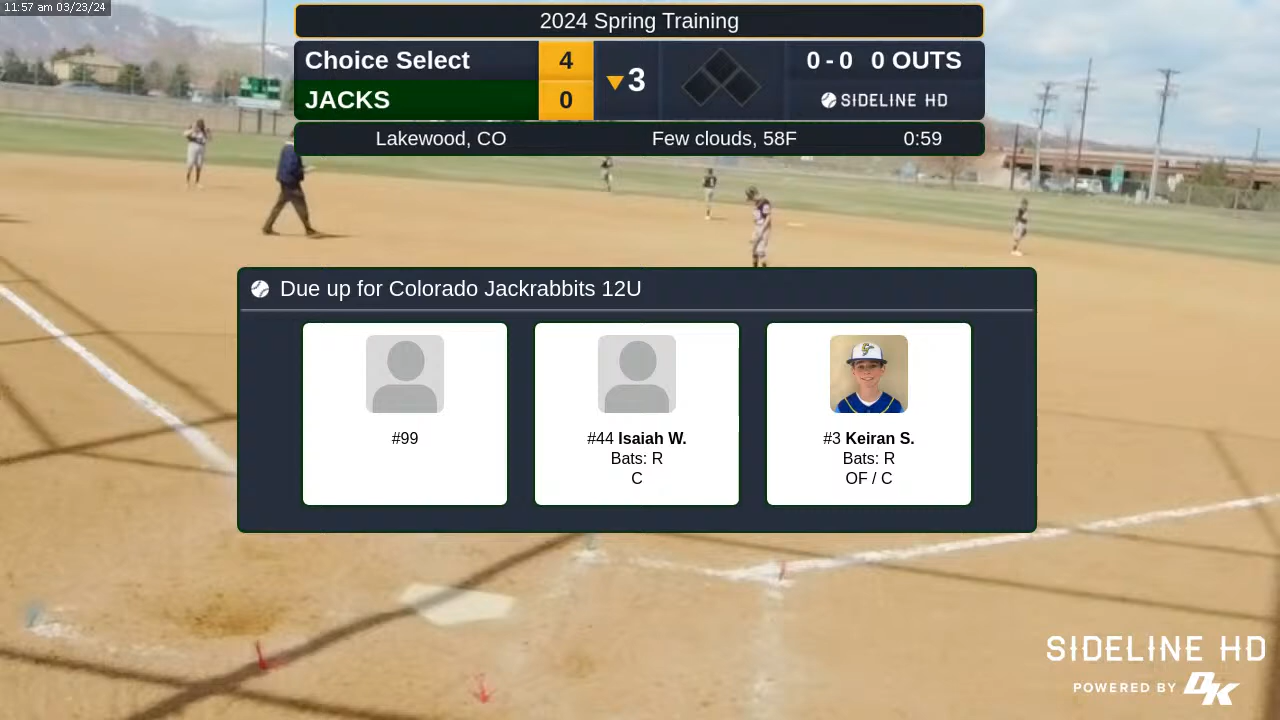 11:57 am 03/23/24
2024 Spring Training
Choice Select 4
JACKS 0
3
0 - 0 0 OUTS
SIDELINE HD
Lakewood, CO Few clouds, 58F 0:59
Due up for Colorado Jackrabbits 12U
#99
#44 Isaiah W.
Bats: R
C
#3 Keiran S.
Bats: R
OF / C
SIDELINE HD
POWERED BY DK